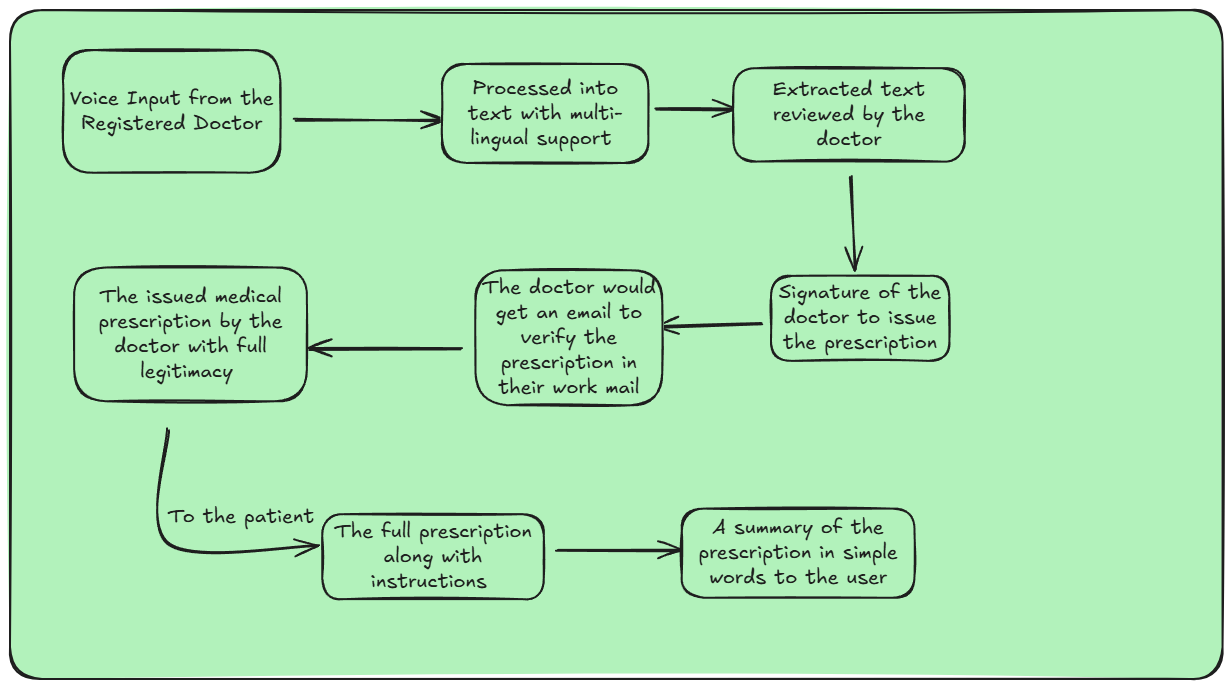 Voice Input from the
Registered Doctor
Processed into
text with multi-
lingual support
Extracted text
reviewed by the
doctor
Signature of the
doctor to issue
the prescription
The doctor would
get an email to
verify the
prescription in
their work mail
The issued medical
prescription by the
doctor with full
legitimacy
To the patient
The full prescription
along with
instructions
A summary of the
prescription in simple
words to the user